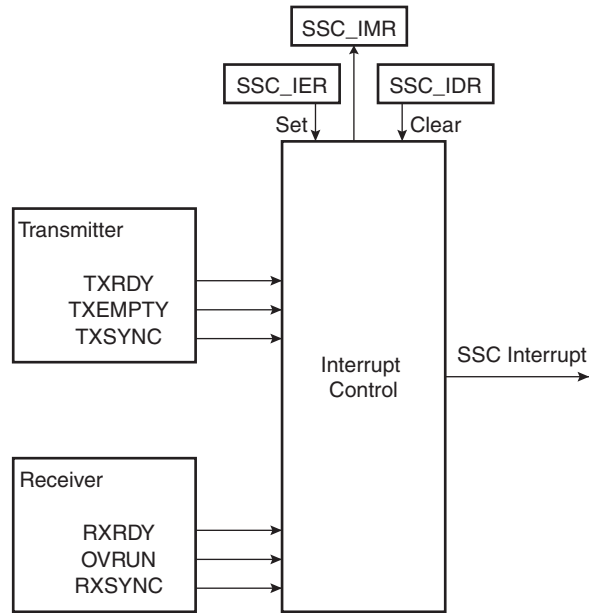 SSC_IMR
SSC_IER
SSC_IDR
Set
Clear
Transmitter
TXRDY
TXEMPTY
TXSYNC
Interrupt
Control
SSC Interrupt
Receiver
RXRDY
OVRUN
RXSYNC